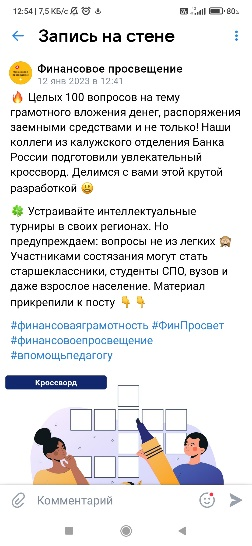 12:54 | 7,5 КБ/с
80%
Запись на стене
Финансовое просвещение
12 янв 2023 в 12:41
🔥 Целых 100 вопросов на тему
грамотного вложения денег, распоряжения
заемными средствами и не только! Наши
коллеги из калужского отделения Банка
России подготовили увлекательный
кроссворд. Делимся с вами этой крутой
разработкой 😃
🍀 Устраивайте интеллектуальные
турниры в своих регионах. Но
предупреждаем: вопросы не из легких 🙈
Участниками состязания могут стать
старшеклассники, студенты СПО, вузов и
даже взрослое население. Материал
прикрепили к посту 👇👇
#финансоваяграмотность #ФинПросвет
#финансовоепросвещение
#впомощьпедагогу
Кроссворд
Комментарий